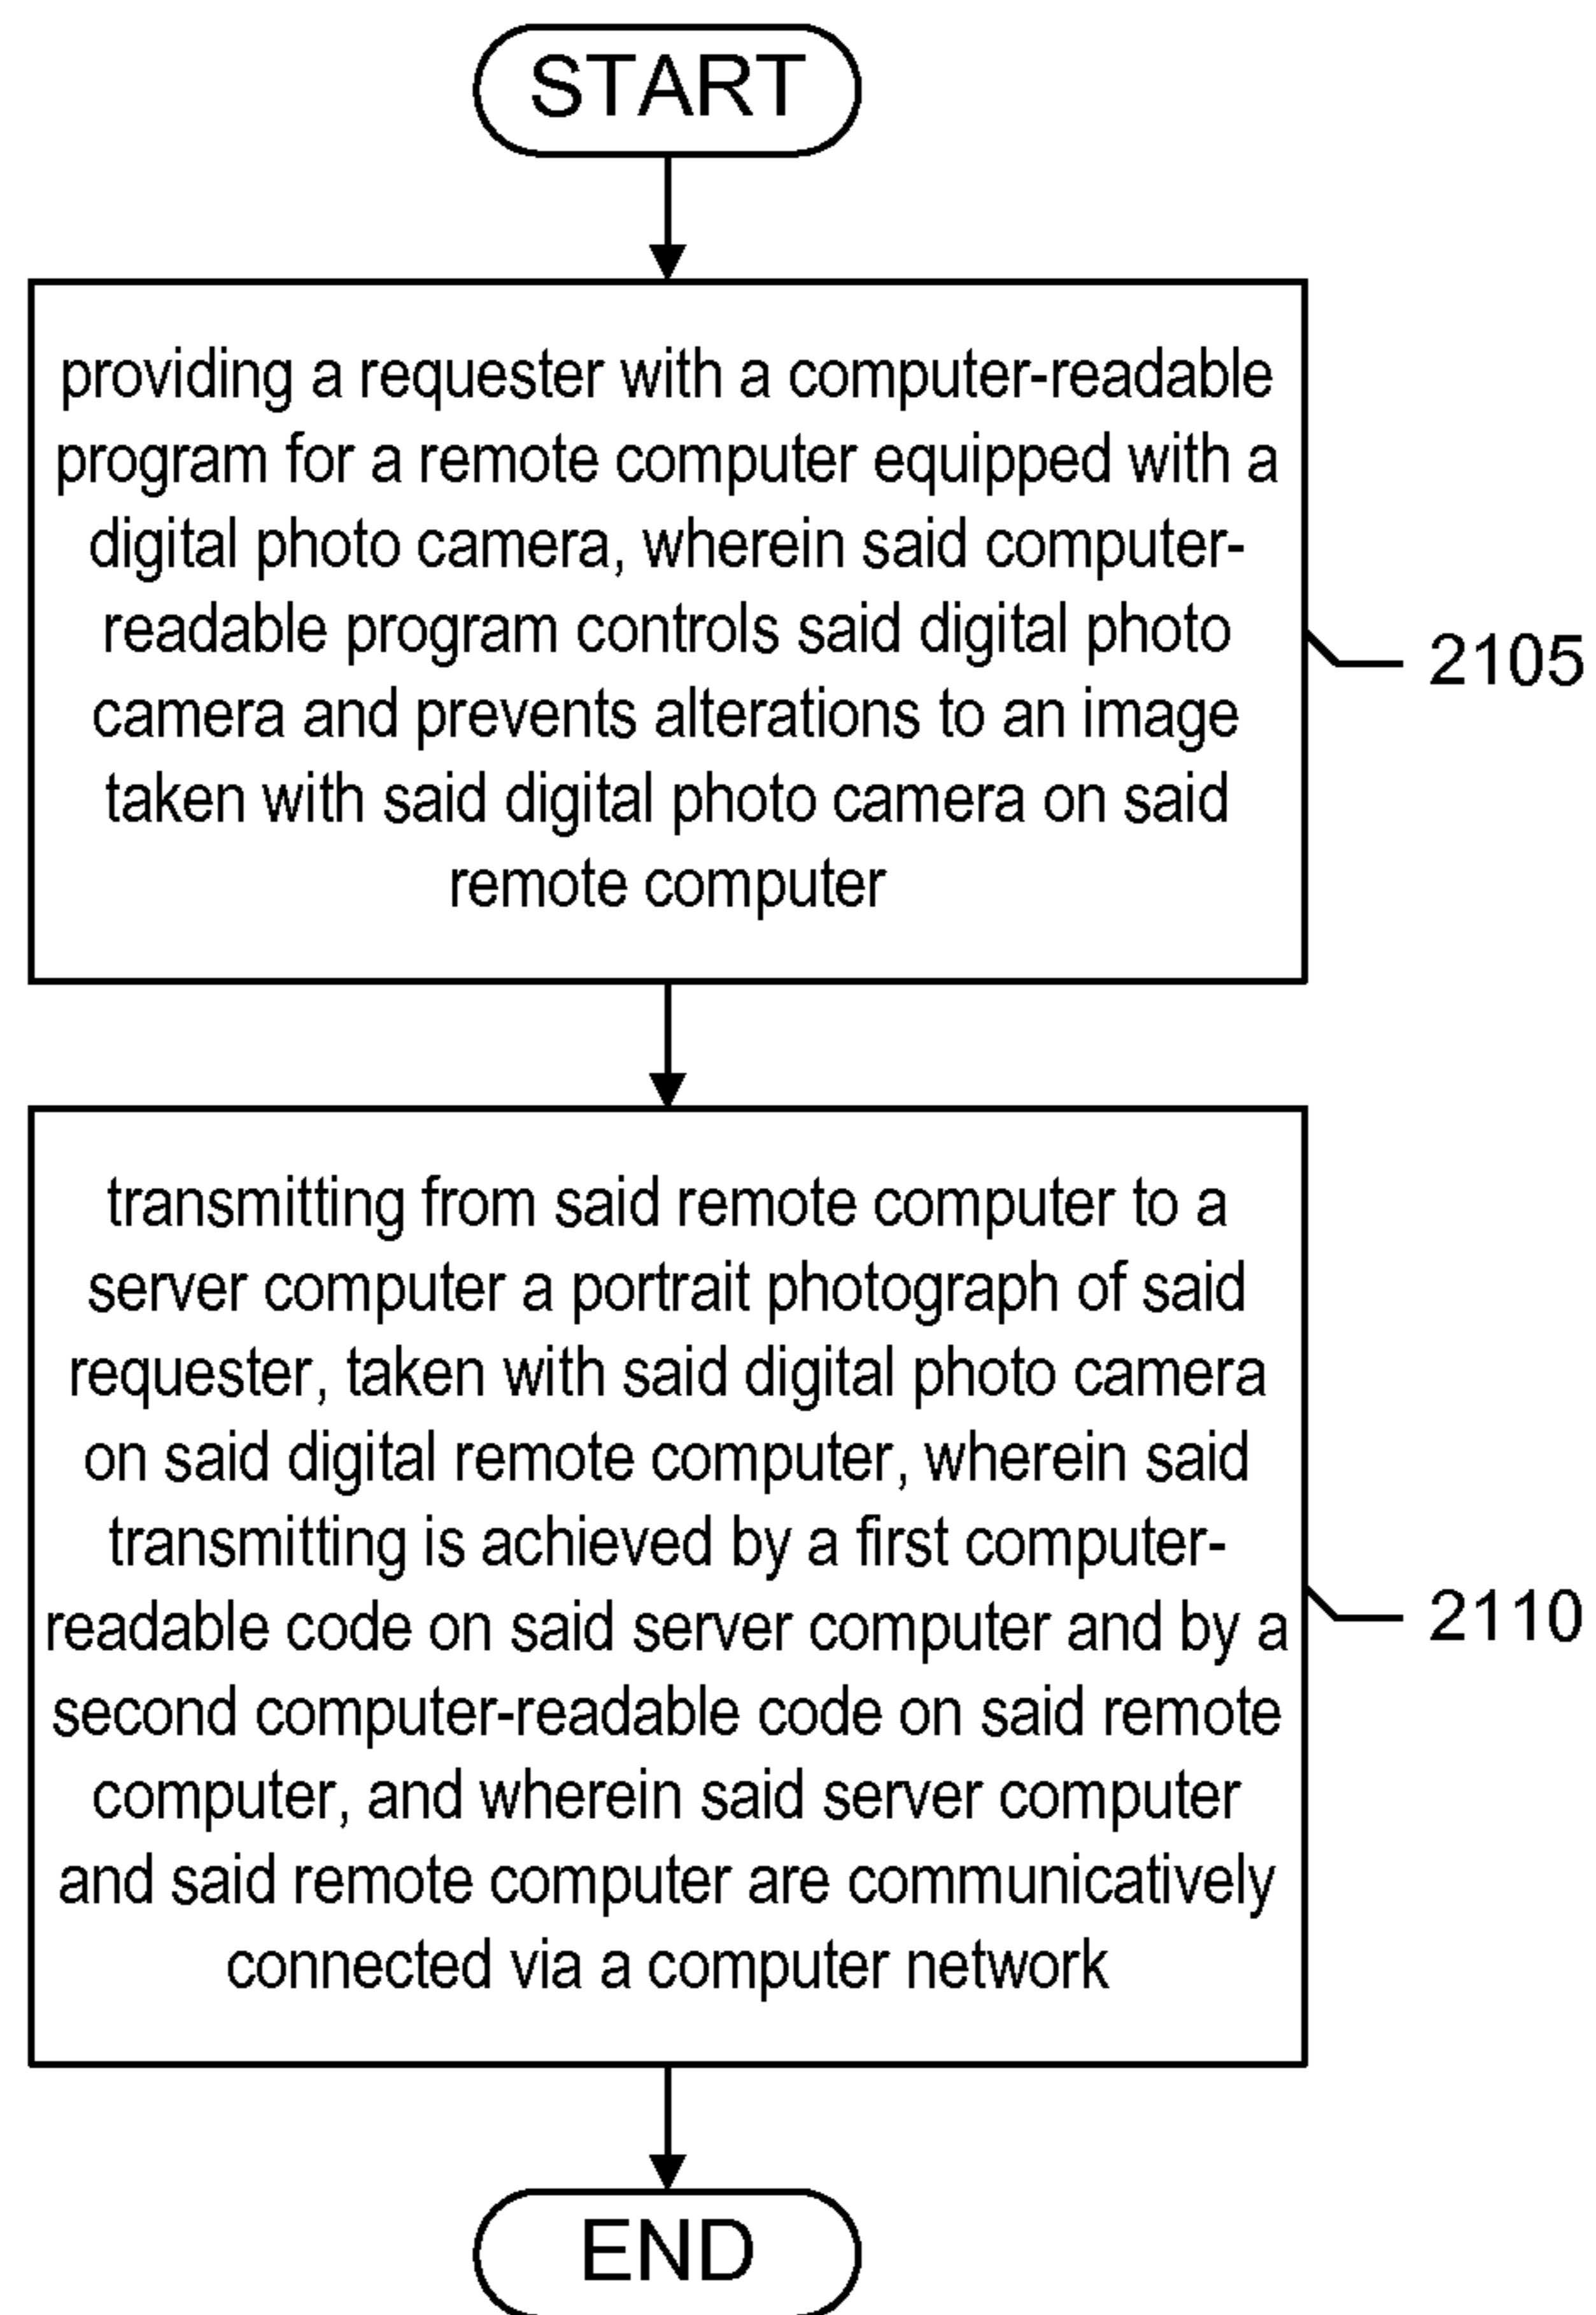 START
providing a requester with a computer-readable
program for a remote computer equipped with a
digital photo camera, wherein said computer-
readable program controls said digital photo
camera and prevents alterations to an image
taken with said digital photo camera on said
remote computer
2105
transmitting from said remote computer to a
server computer a portrait photograph of said
requester, taken with said digital photo camera
on said digital remote computer, wherein said
transmitting is achieved by a first computer-
readable code on said server computer and by a
second computer-readable code on said remote
computer, and wherein said server computer
and said remote computer are communicatively
connected via a computer network
2110
END